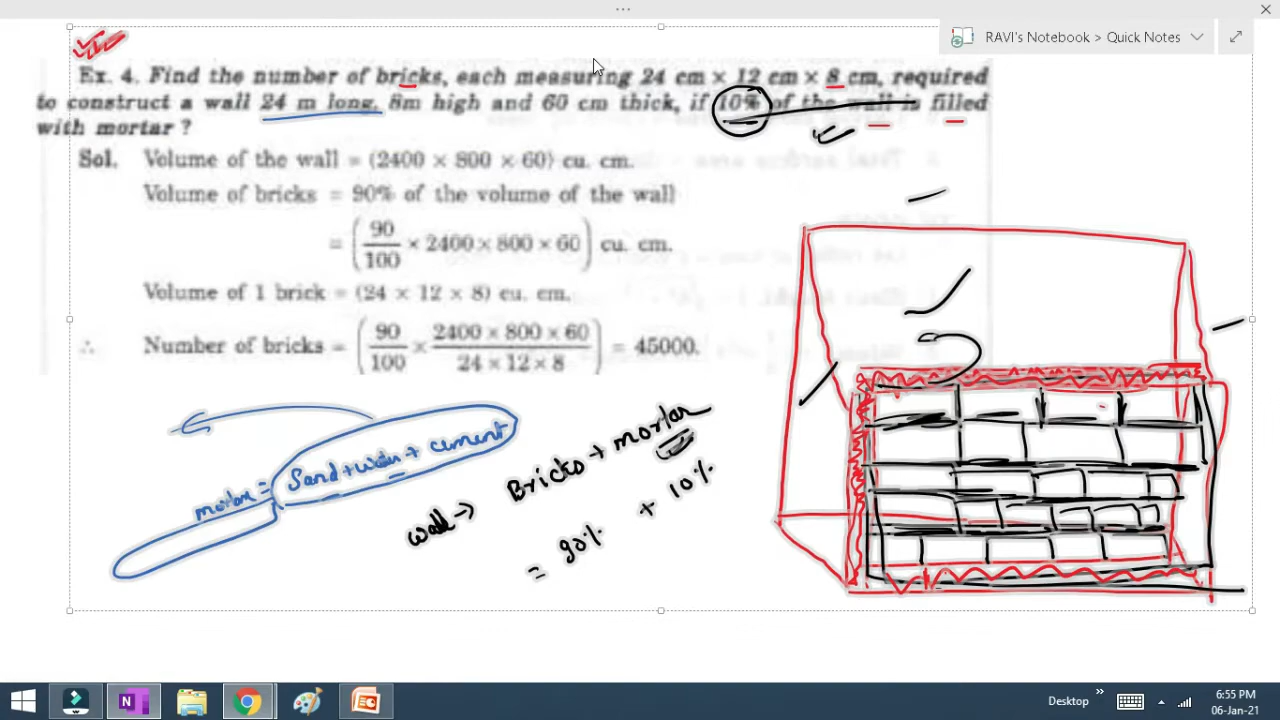 RAVI's Notebook > Quick Notes
Ex. 4. Find the number of bricks, each measuring 24 cm × 12 cm × 8 cm, required
to construct a wall 24 m long, 8m high and 60 cm thick, if 10% of the wall is filled
with mortar ?
Sol. Volume of the wall = (2400 × 800 × 60) cu. cm.
Volume of bricks = 90% of the volume of the wall
= ( 90/100 × 2400 × 800 × 60 ) cu. cm.
Volume of 1 brick = (24 × 12 × 8) cu. cm.
∴ Number of bricks = ( 90/100 × 2400 × 800 × 60 / 24 × 12 × 8 ) = 45000.
mortar = Sand + water + cement
wall → Bricks + mortar
= 90% + 10%
Desktop
6:55 PM
06-Jan-21